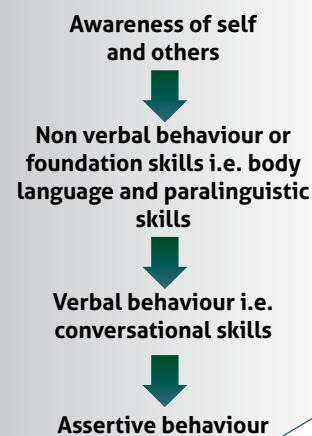 Awareness of self
and others
Non verbal behaviour or
foundation skills i.e. body
language and paralinguistic
skills
Verbal behaviour i.e.
conversational skills
Assertive behaviour